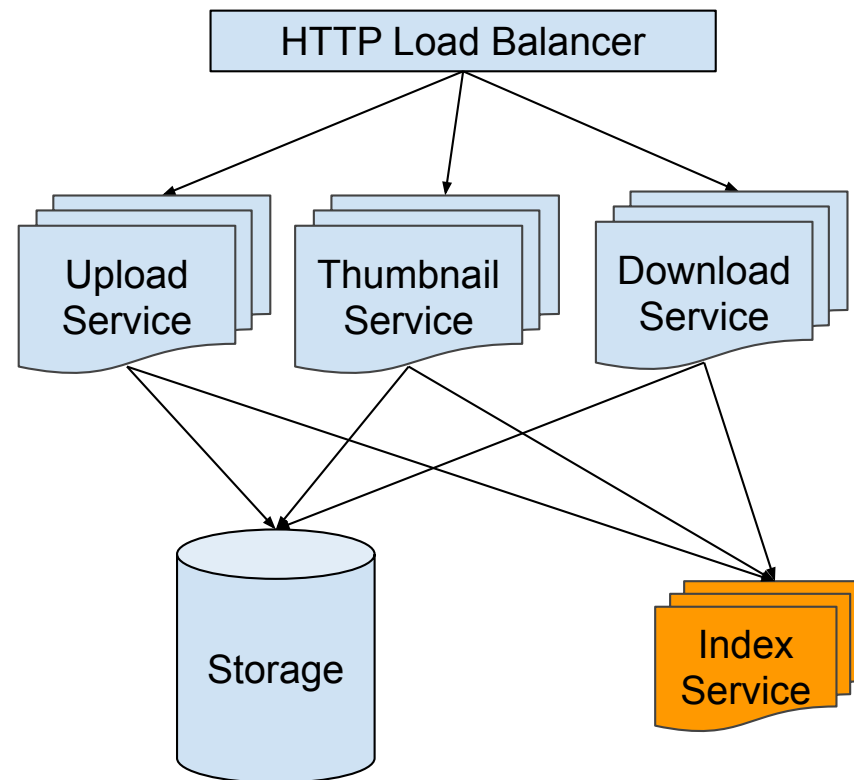 HTTP Load Balancer
Upload
Service
Thumbnail
Service
Download
Service
Storage
Index
Service